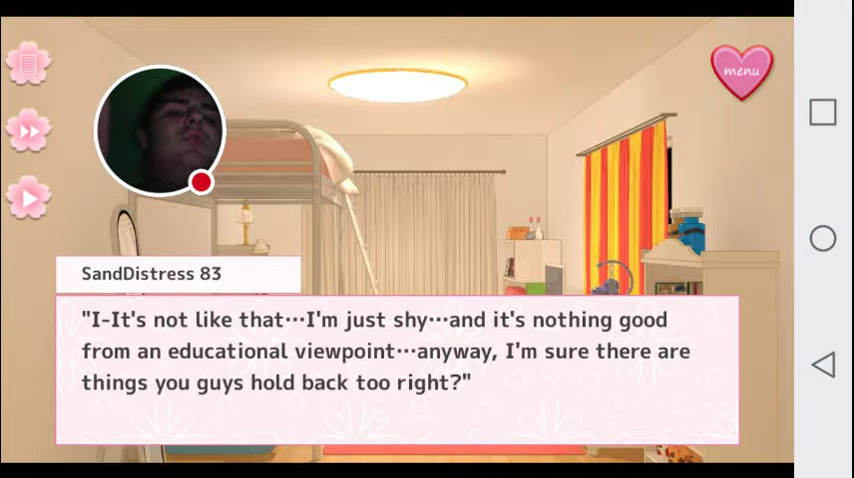 menu
SandDistress 83
"I-It's not like that…I'm just shy…and it's nothing good
from an educational viewpoint…anyway, I'm sure there are
things you guys hold back too right?"